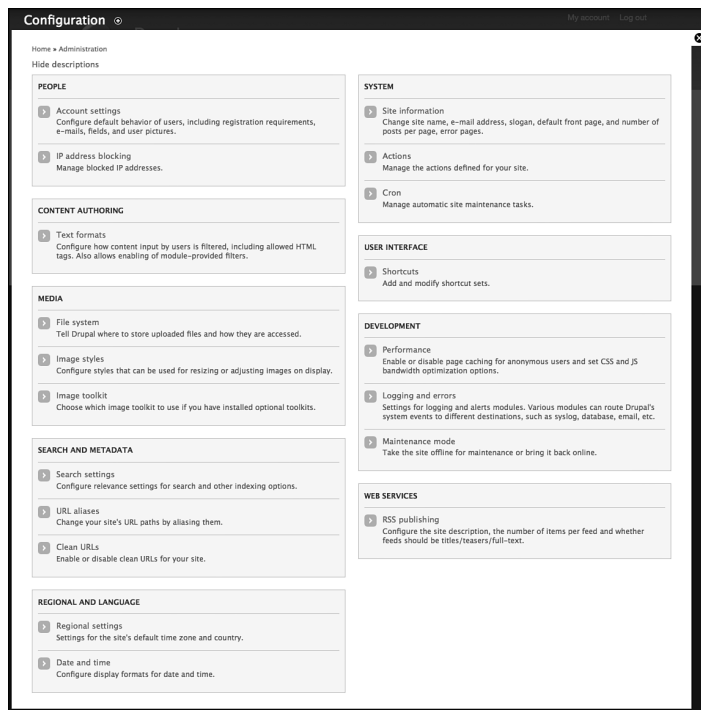 Configuration
My account Log out
Home » Administration
Hide descriptions
PEOPLE
Account settings
Configure default behavior of users, including registration requirements,
e-mails, fields, and user pictures.
IP address blocking
Manage blocked IP addresses.
CONTENT AUTHORING
Text formats
Configure how content input by users is filtered, including allowed HTML
tags. Also allows enabling of module-provided filters.
MEDIA
File system
Tell Drupal where to store uploaded files and how they are accessed.
Image styles
Configure styles that can be used for resizing or adjusting images on display.
Image toolkit
Choose which image toolkit to use if you have installed optional toolkits.
SEARCH AND METADATA
Search settings
Configure relevance settings for search and other indexing options.
URL aliases
Change your site's URL paths by aliasing them.
Clean URLs
Enable or disable clean URLs for your site.
REGIONAL AND LANGUAGE
Regional settings
Settings for the site's default time zone and country.
Date and time
Configure display formats for date and time.
SYSTEM
Site information
Change site name, e-mail address, slogan, default front page, and number of
posts per page, error pages.
Actions
Manage the actions defined for your site.
Cron
Manage automatic site maintenance tasks.
USER INTERFACE
Shortcuts
Add and modify shortcut sets.
DEVELOPMENT
Performance
Enable or disable page caching for anonymous users and set CSS and JS
bandwidth optimization options.
Logging and errors
Settings for logging and alerts modules. Various modules can route Drupal's
system events to different destinations, such as syslog, database, email, etc.
Maintenance mode
Take the site offline for maintenance or bring it back online.
WEB SERVICES
RSS publishing
Configure the site description, the number of items per feed and whether
feeds should be titles/teasers/full-text.